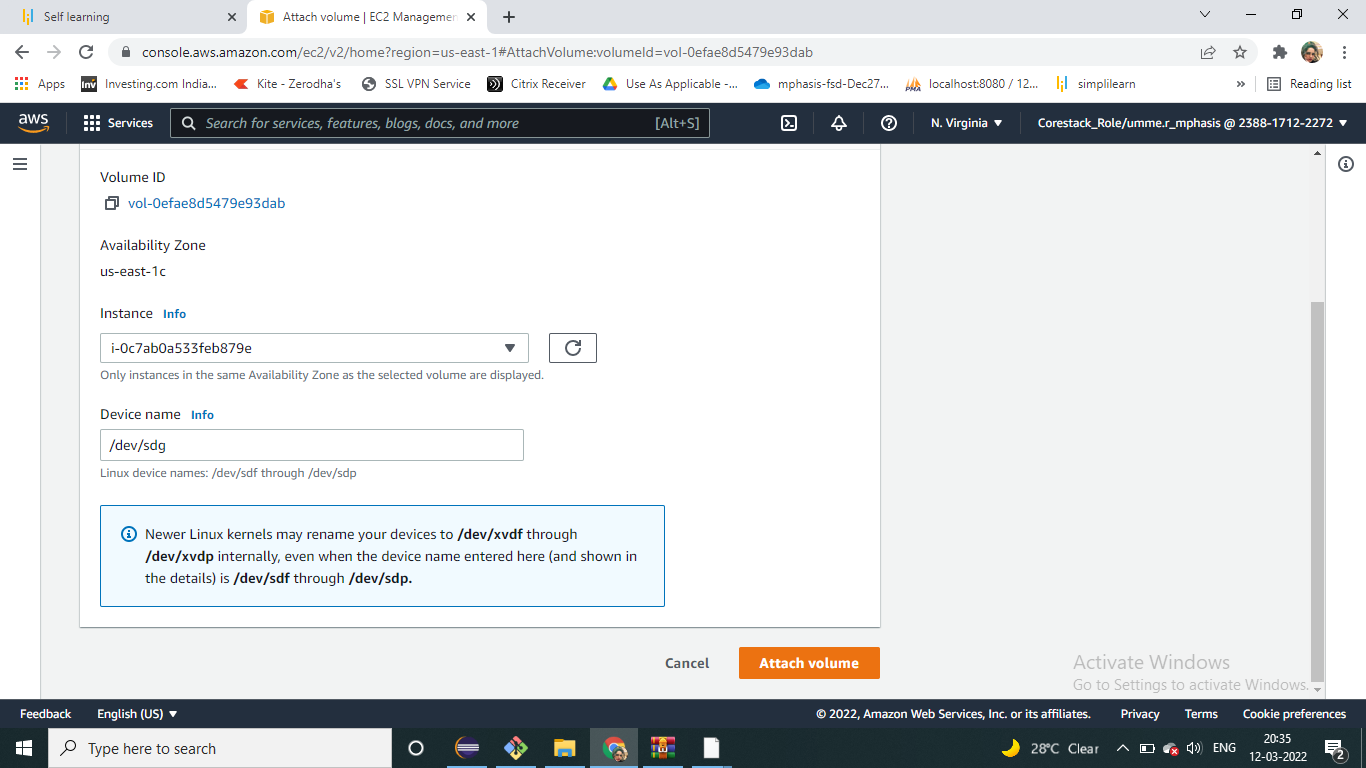 Self learning
Attach volume | EC2 Managemen
console.aws.amazon.com/ec2/v2/home?region=us-east-1#AttachVolume:volumeId=vol-0efae8d5479e93dab
Apps
inv Investing.com India...
Kite - Zerodha's
SSL VPN Service
Citrix Receiver
Use As Applicable -...
mphasis-fsd-Dec27...
localhost:8080 / 12...
simplilearn
»
Reading list
aws
Services
Search for services, features, blogs, docs, and more [Alt+S]
N. Virginia
Corestack_Role/umme.r_mphasis @ 2388-1712-2272
Volume ID
vol-0efae8d5479e93dab
Availability Zone
us-east-1c
Instance Info
i-0c7ab0a533feb879e
Only instances in the same Availability Zone as the selected volume are displayed.
Device name Info
/dev/sdg
Linux device names: /dev/sdf through /dev/sdp
Newer Linux kernels may rename your devices to /dev/xvdf through
/dev/xvdp internally, even when the device name entered here (and shown in
the details) is /dev/sdf through /dev/sdp.
Cancel
Attach volume
Activate Windows
Go to Settings to activate Windows.
Feedback
English (US)
© 2022, Amazon Web Services, Inc. or its affiliates.
Privacy
Terms
Cookie preferences
Type here to search
28°C Clear
ENG
20:35
12-03-2022
2